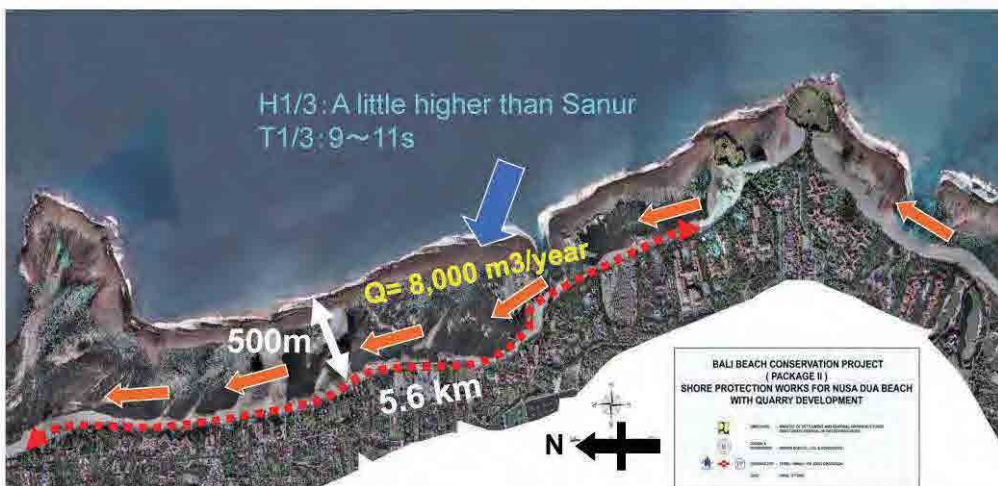 H1/3:A little higher than Sanur
T1/3:9～11s
Q= 8,000 m3/year
500m
5.6 km
N
BALI BEACH CONSERVATION PROJECT
( PACKAGE II )
SHORE PROTECTION WORKS FOR NUSA DUA BEACH
WITH QUARRY DEVELOPMENT